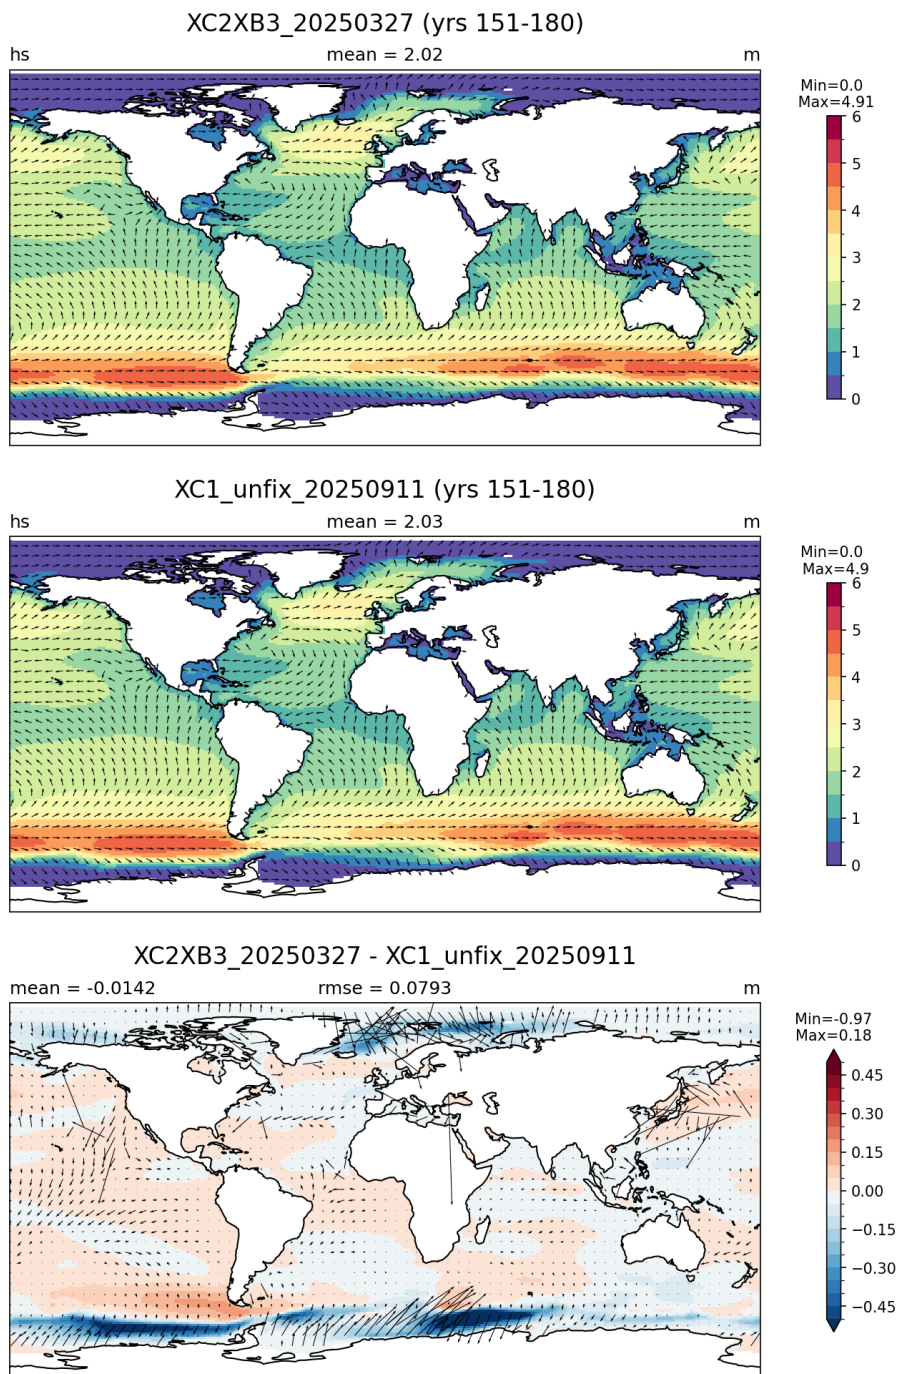 XC2XB3_20250327 (yrs 151-180)
hs mean = 2.02 m
Min=0.0
Max=4.91
6
5
4
3
2
1
0
XC1_unfix_20250911 (yrs 151-180)
hs mean = 2.03 m
Min=0.0
Max=4.9
6
5
4
3
2
1
0
XC2XB3_20250327 - XC1_unfix_20250911
mean = -0.0142 rmse = 0.0793 m
Min=-0.97
Max=0.18
0.45
0.30
0.15
0.00
−0.15
−0.30
−0.45